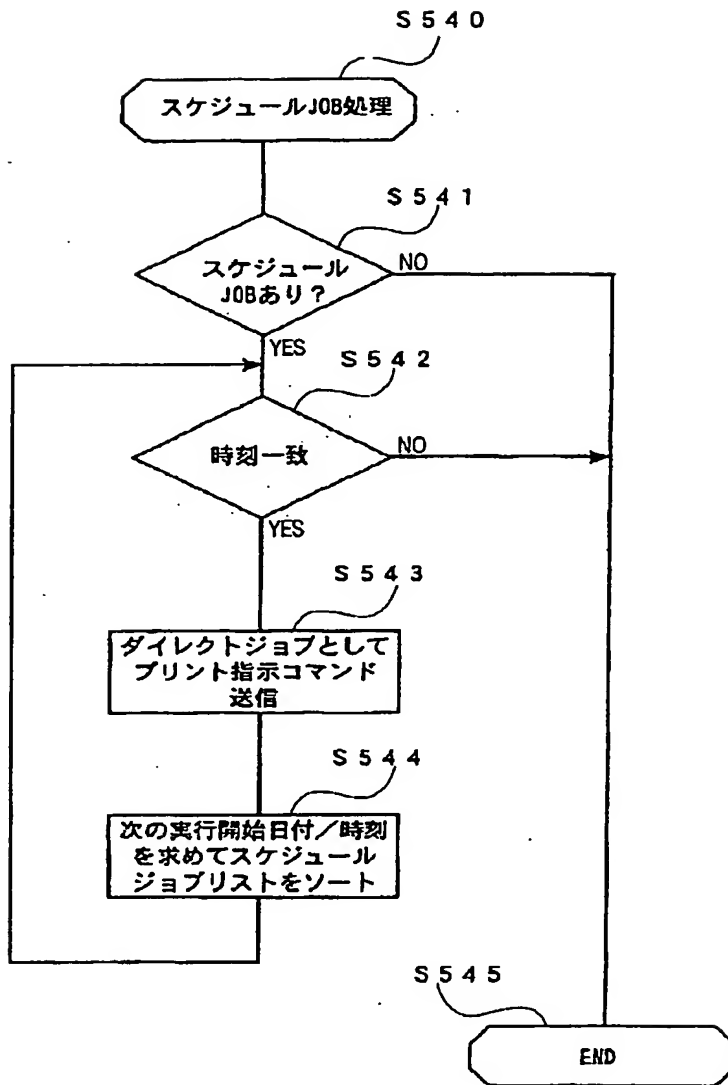 S540
スケジュールJOB処理
S541
スケジュール
JOBあり?
NO
YES
S542
時刻一致
NO
YES
S543
ダイレクトジョブとして
プリント指示コマンド
送信
S544
次の実行開始日付／時刻
を求めてスケジュール
ジョブリストをソート
S545
END